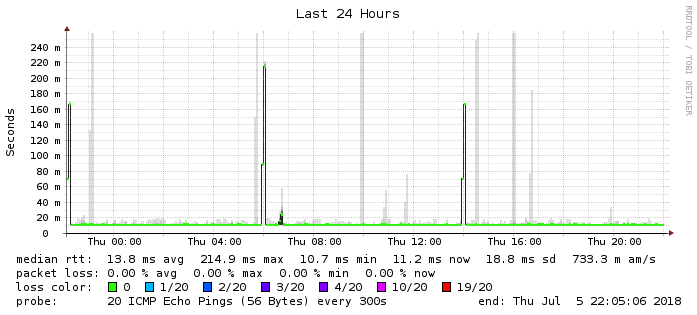 Last 24 Hours
RRDTOOL / TOBI OETIKER
Seconds
240 m
220 m
200 m
180 m
160 m
140 m
120 m
100 m
80 m
60 m
40 m
20 m
0
Thu 00:00 Thu 04:00 Thu 08:00 Thu 12:00 Thu 16:00 Thu 20:00
median rtt: 13.8 ms avg 214.9 ms max 10.7 ms min 11.2 ms now 18.8 ms sd 733.3 m am/s
packet loss: 0.00 % avg 0.00 % max 0.00 % min 0.00 % now
loss color: 0 1/20 2/20 3/20 4/20 10/20 19/20
probe: 20 ICMP Echo Pings (56 Bytes) every 300s end: Thu Jul 5 22:05:06 2018